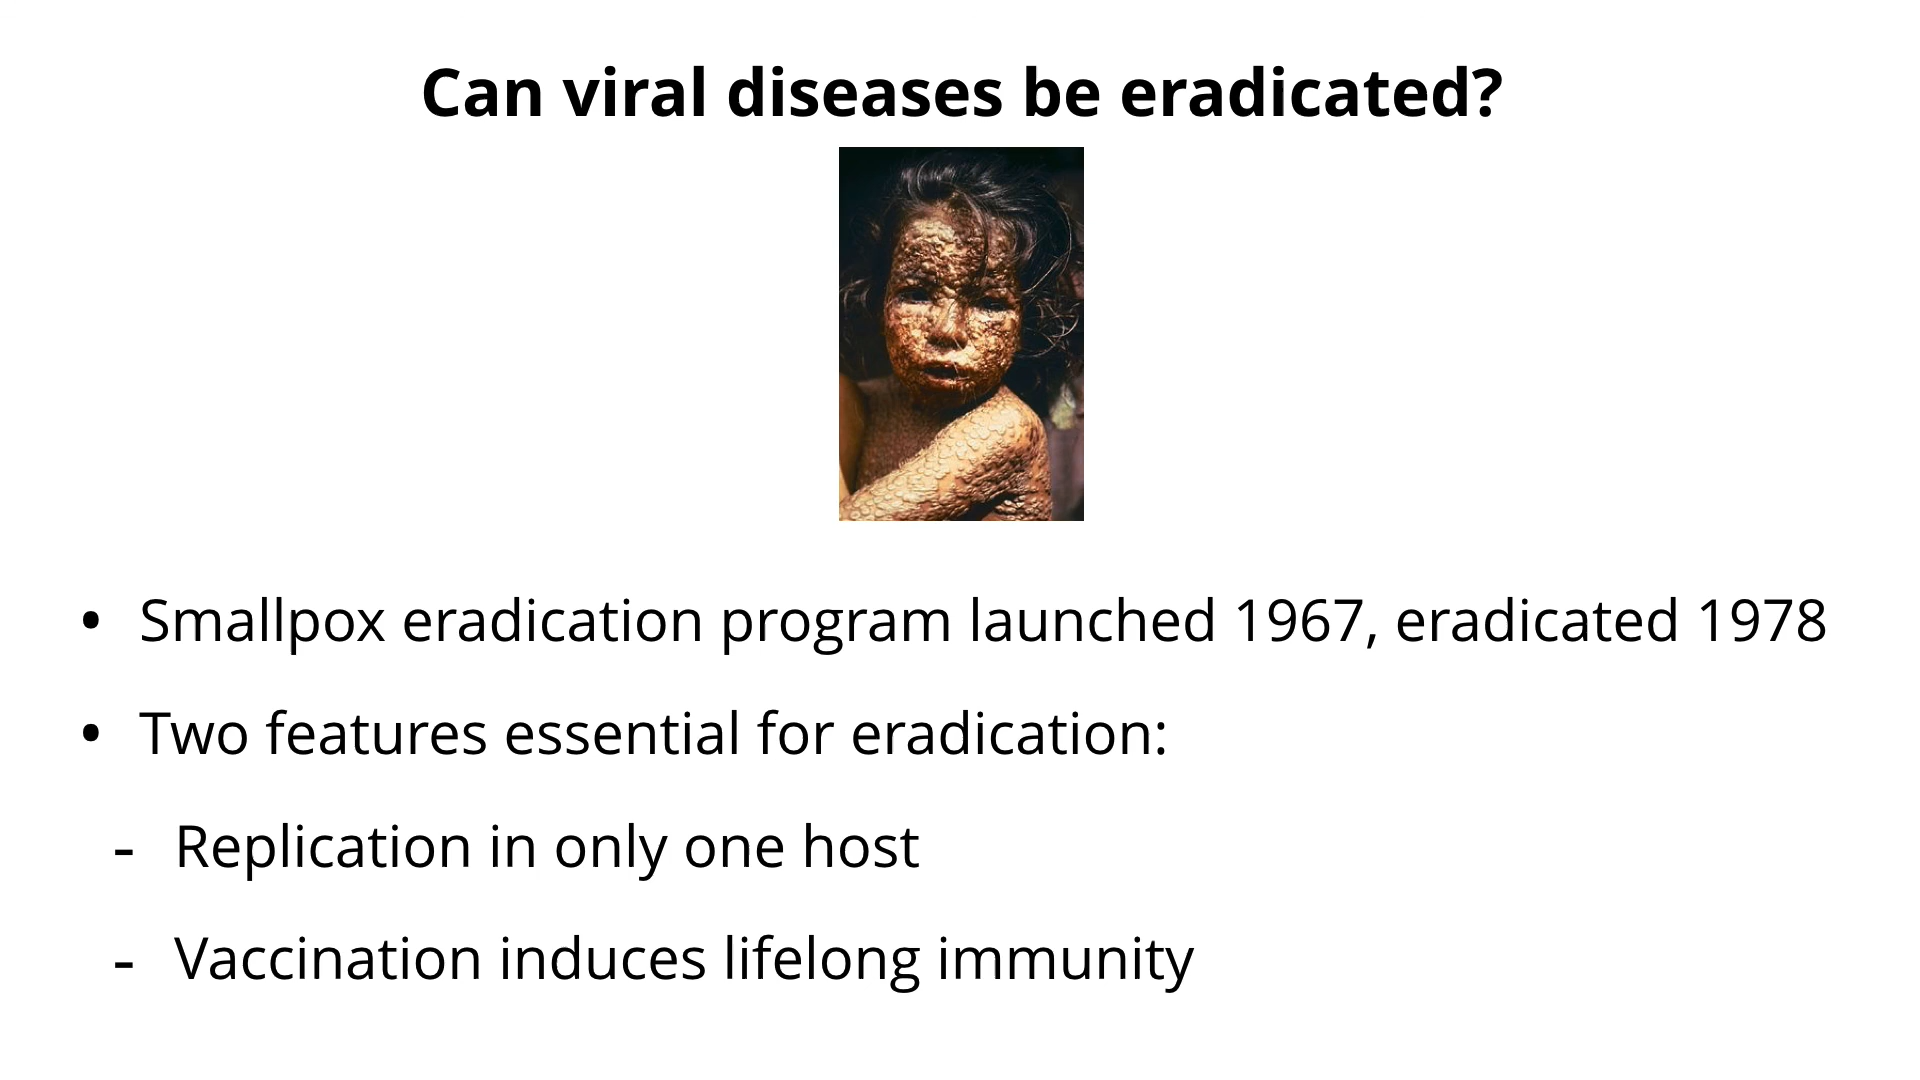 Can viral diseases be eradicated?
• Smallpox eradication program launched 1967, eradicated 1978
• Two features essential for eradication:
- Replication in only one host
- Vaccination induces lifelong immunity